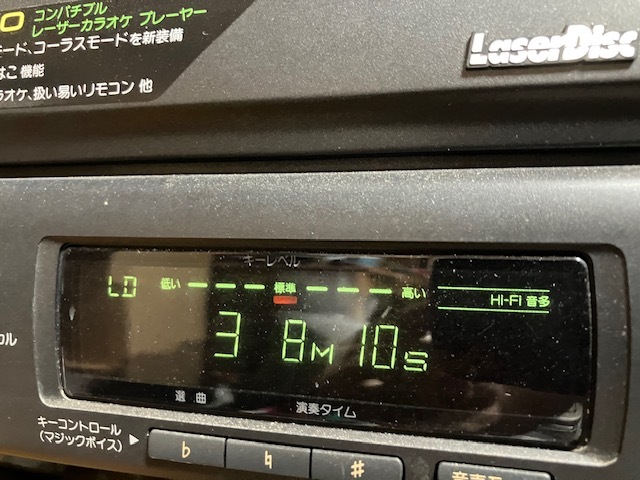 コンパチブル
レーザーカラオケ プレーヤー
モード、コーラスモードを新装備
機能
扱い易いリモコン 他
LaserDisc
キーレベル
LD 低い 標準 高い HI-FI 音多
3 8M 10S
選曲 演奏タイム
キーコントロール
(マジックボイス)▶
♭ ♮ ♯